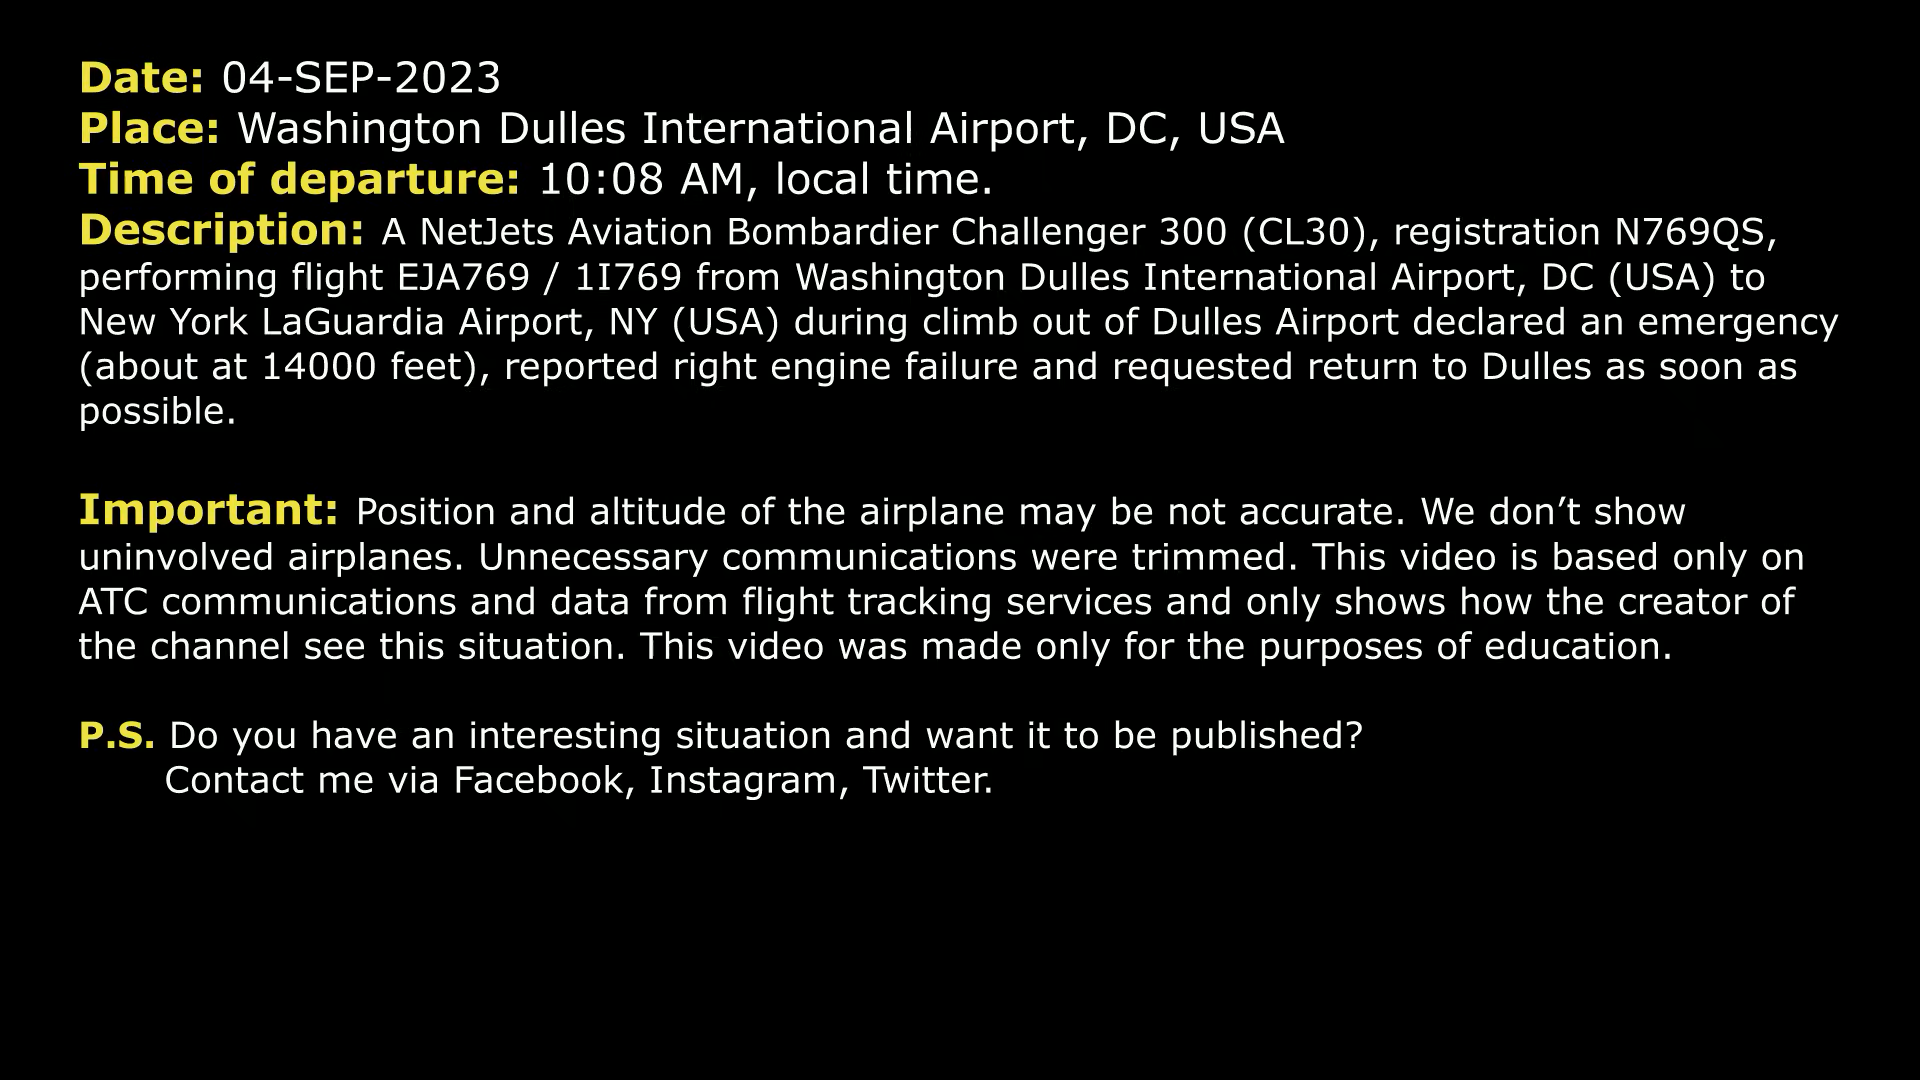 Date: 04-SEP-2023
Place: Washington Dulles International Airport, DC, USA
Time of departure: 10:08 AM, local time.
Description: A NetJets Aviation Bombardier Challenger 300 (CL30), registration N769QS,
performing flight EJA769 / 1I769 from Washington Dulles International Airport, DC (USA) to
New York LaGuardia Airport, NY (USA) during climb out of Dulles Airport declared an emergency
(about at 14000 feet), reported right engine failure and requested return to Dulles as soon as
possible.
Important: Position and altitude of the airplane may be not accurate. We don’t show
uninvolved airplanes. Unnecessary communications were trimmed. This video is based only on
ATC communications and data from flight tracking services and only shows how the creator of
the channel see this situation. This video was made only for the purposes of education.
P.S. Do you have an interesting situation and want it to be published?
Contact me via Facebook, Instagram, Twitter.